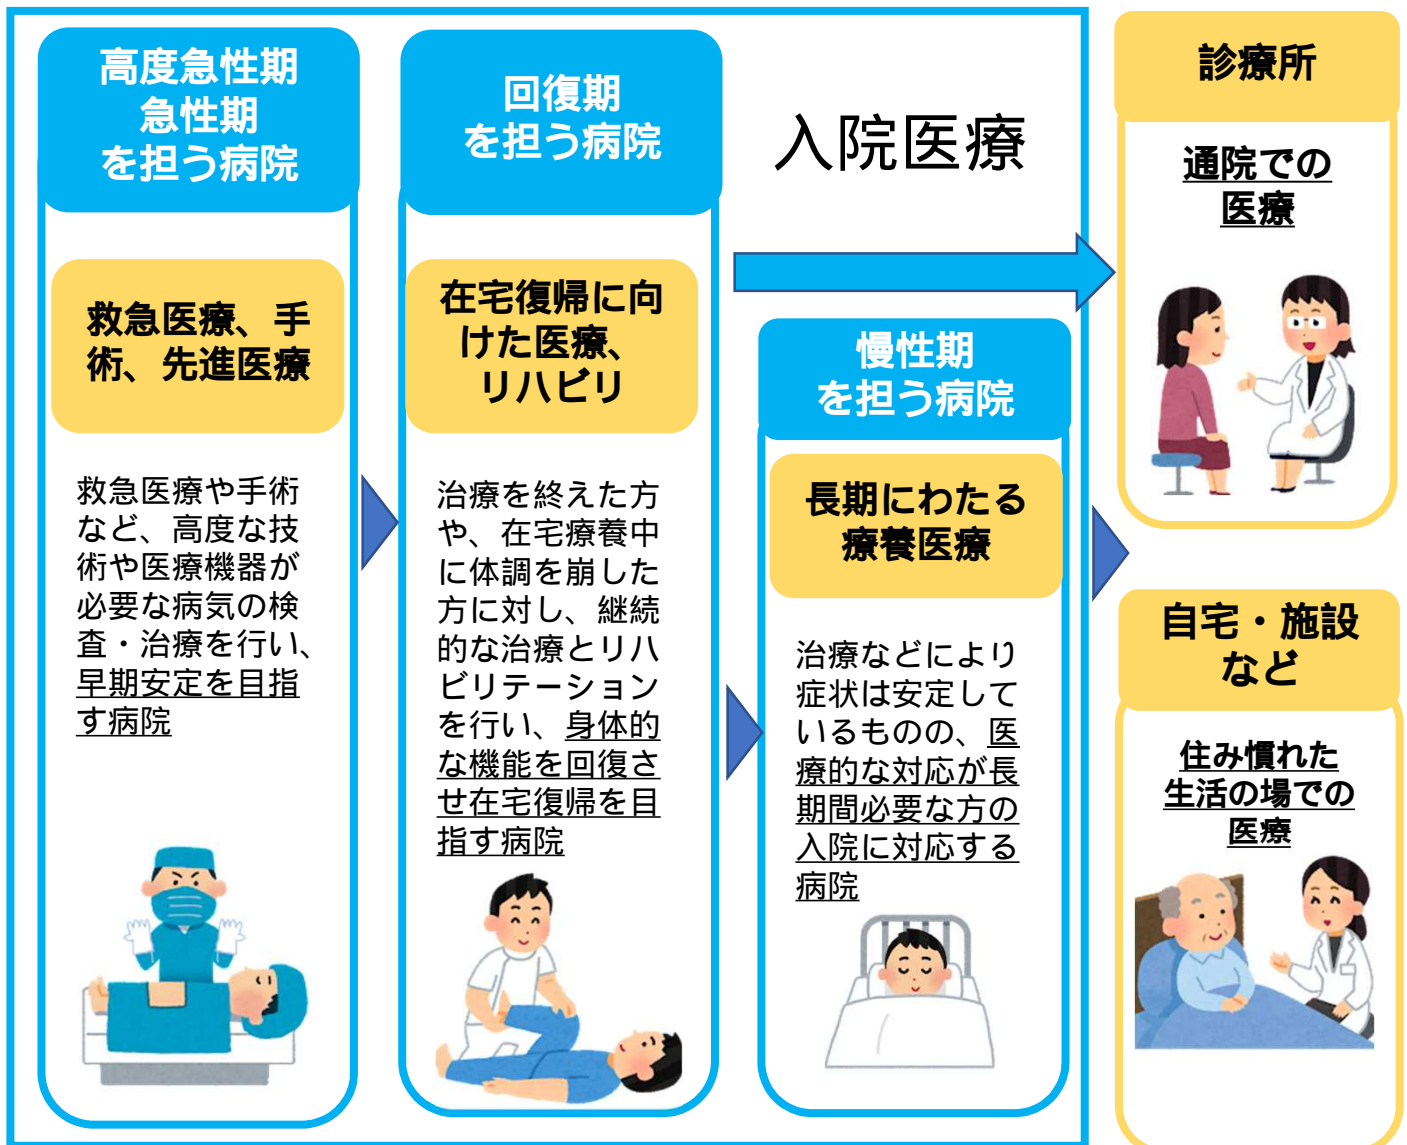 高度急性期
急性期
を担う病院
救急医療、手
術、先進医療
救急医療や手術
など、高度な技
術や医療機器が
必要な病気の検
査・治療を行い、
早期安定を目指
す病院
回復期
を担う病院
在宅復帰に向
けた医療、
リハビリ
治療を終えた方
や、在宅療養中
に体調を崩した
方に対し、継続
的な治療とリハ
ビリテーション
を行い、身体的
な機能を回復さ
せ在宅復帰を目
指す病院
入院医療
慢性期
を担う病院
長期にわたる
療養医療
治療などにより
症状は安定して
いるものの、医
療的な対応が長
期間必要な方の
入院に対応する
病院
診療所
通院での
医療
自宅・施設
など
住み慣れた
生活の場での
医療